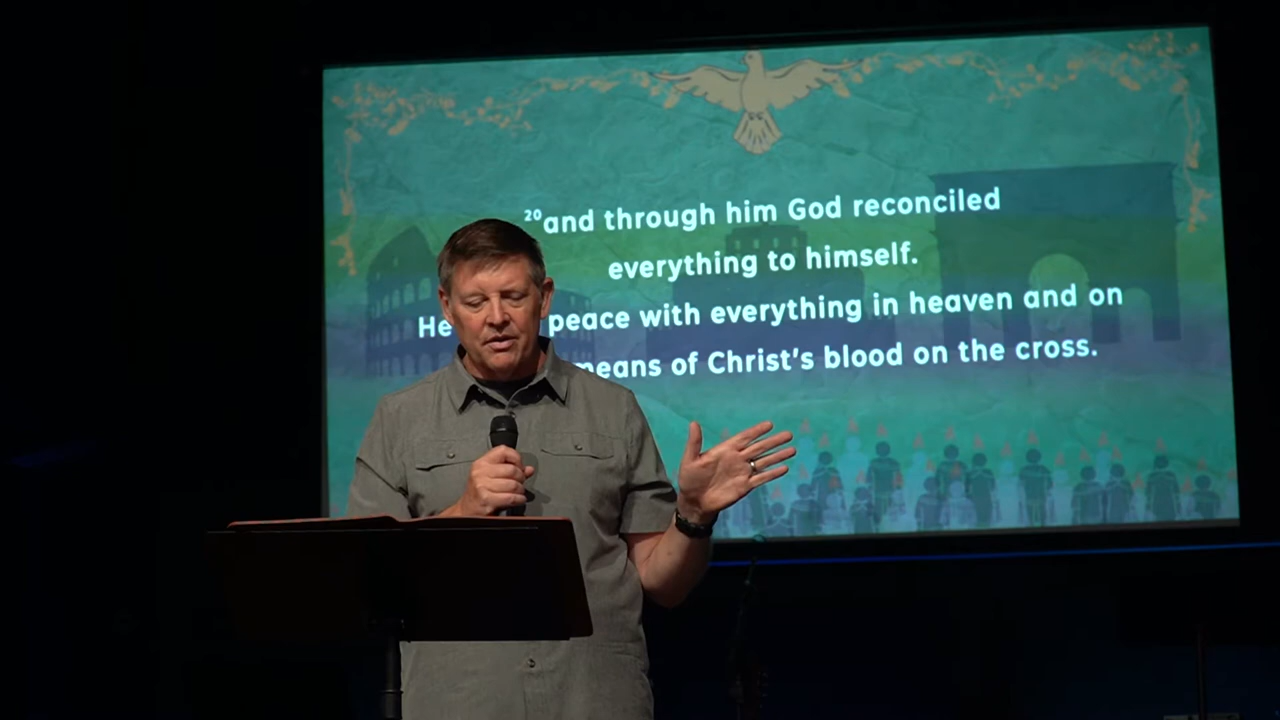 20and through him God reconciled
everything to himself.
He peace with everything in heaven and on
means of Christ's blood on the cross.